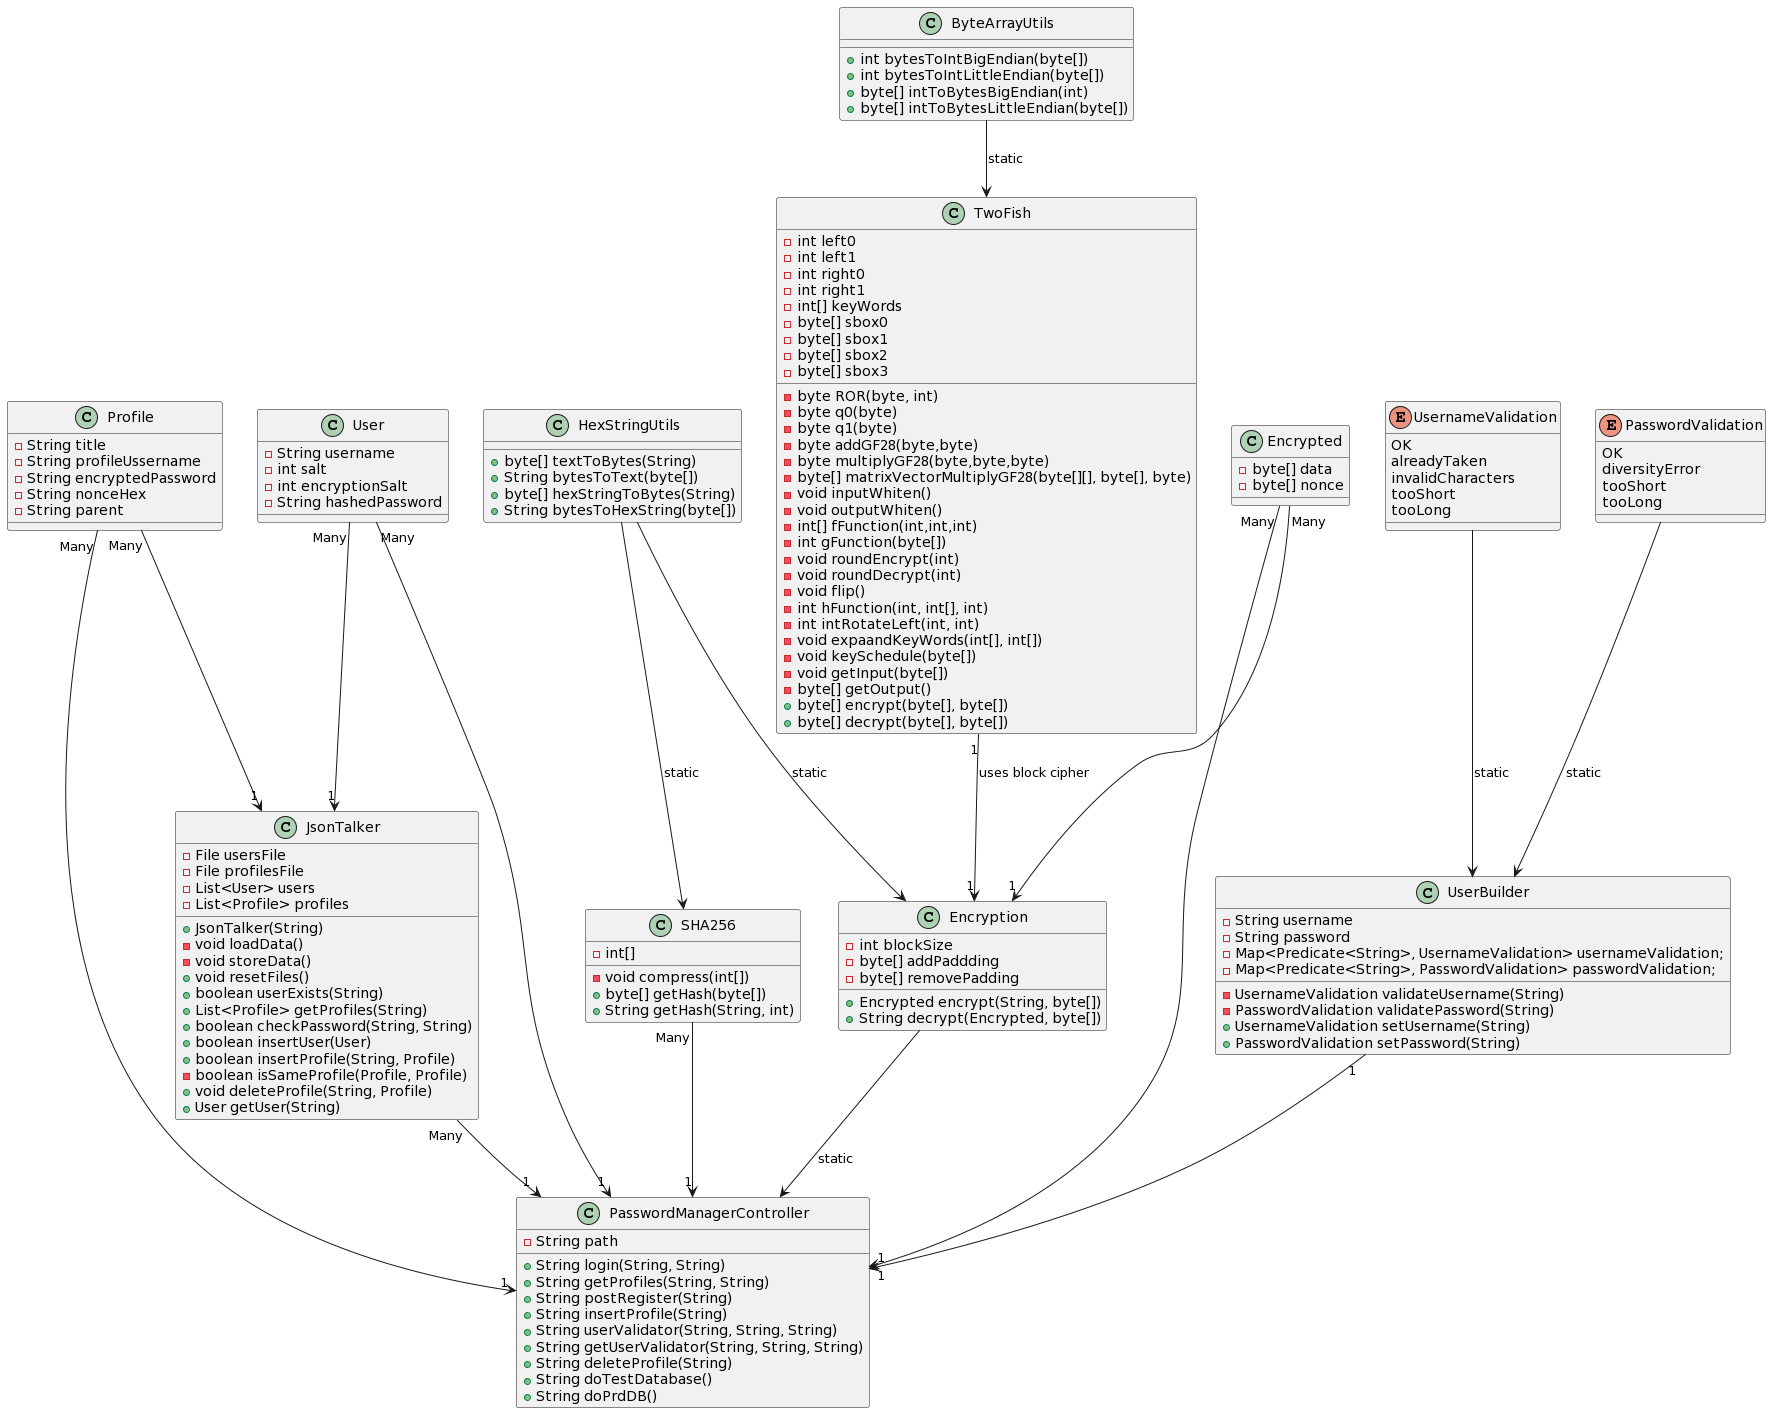 C ByteArrayUtils
int bytesToIntBigEndian(byte[])
int bytesToIntLittleEndian(byte[])
byte[] intToBytesBigEndian(int)
byte[] intToBytesLittleEndian(byte[])
static
C TwoFish
int left0
int left1
int right0
int right1
int[] keyWords
byte[] sbox0
byte[] sbox1
byte[] sbox2
byte[] sbox3
byte ROR(byte, int)
byte q0(byte)
byte q1(byte)
byte addGF28(byte,byte)
byte multiplyGF28(byte,byte,byte)
byte[] matrixVectorMultiplyGF28(byte[][], byte[], byte)
void inputWhiten()
void outputWhiten()
int[] fFunction(int,int,int)
int gFunction(byte[])
void roundEncrypt(int)
void roundDecrypt(int)
void flip()
int hFunction(int, int[], int)
int intRotateLeft(int, int)
void expaandKeyWords(int[], int[])
void keySchedule(byte[])
void getInput(byte[])
byte[] getOutput()
byte[] encrypt(byte[], byte[])
byte[] decrypt(byte[], byte[])
C Profile
String title
String profileUssername
String encryptedPassword
String nonceHex
String parent
Many
Many
C User
String username
int salt
int encryptionSalt
String hashedPassword
Many
Many
C HexStringUtils
byte[] textToBytes(String)
String bytesToText(byte[])
byte[] hexStringToBytes(String)
String bytesToHexString(byte[])
C Encrypted
byte[] data
byte[] nonce
Many
Many
E UsernameValidation
OK
alreadyTaken
invalidCharacters
tooShort
tooLong
E PasswordValidation
OK
diversityError
tooShort
tooLong
static
static
1
uses block cipher
static
static
1
1
1
1
C JsonTalker
File usersFile
File profilesFile
List<User> users
List<Profile> profiles
JsonTalker(String)
void loadData()
void storeData()
void resetFiles()
boolean userExists(String)
List<Profile> getProfiles(String)
boolean checkPassword(String, String)
boolean insertUser(User)
boolean insertProfile(String, Profile)
boolean isSameProfile(Profile, Profile)
void deleteProfile(String, Profile)
User getUser(String)
Many
C SHA256
int[]
void compress(int[])
byte[] getHash(byte[])
String getHash(String, int)
Many
C Encryption
int blockSize
byte[] addPaddding
byte[] removePadding
Encrypted encrypt(String, byte[])
String decrypt(Encrypted, byte[])
static
C UserBuilder
String username
String password
Map<Predicate<String>, UsernameValidation> usernameValidation;
Map<Predicate<String>, PasswordValidation> passwordValidation;
UsernameValidation validateUsername(String)
PasswordValidation validatePassword(String)
UsernameValidation setUsername(String)
PasswordValidation setPassword(String)
1
1
1
1
1
1
1
C PasswordManagerController
String path
String login(String, String)
String getProfiles(String, String)
String postRegister(String)
String insertProfile(String)
String userValidator(String, String, String)
String getUserValidator(String, String, String)
String deleteProfile(String)
String doTestDatabase()
String doPrdDB()